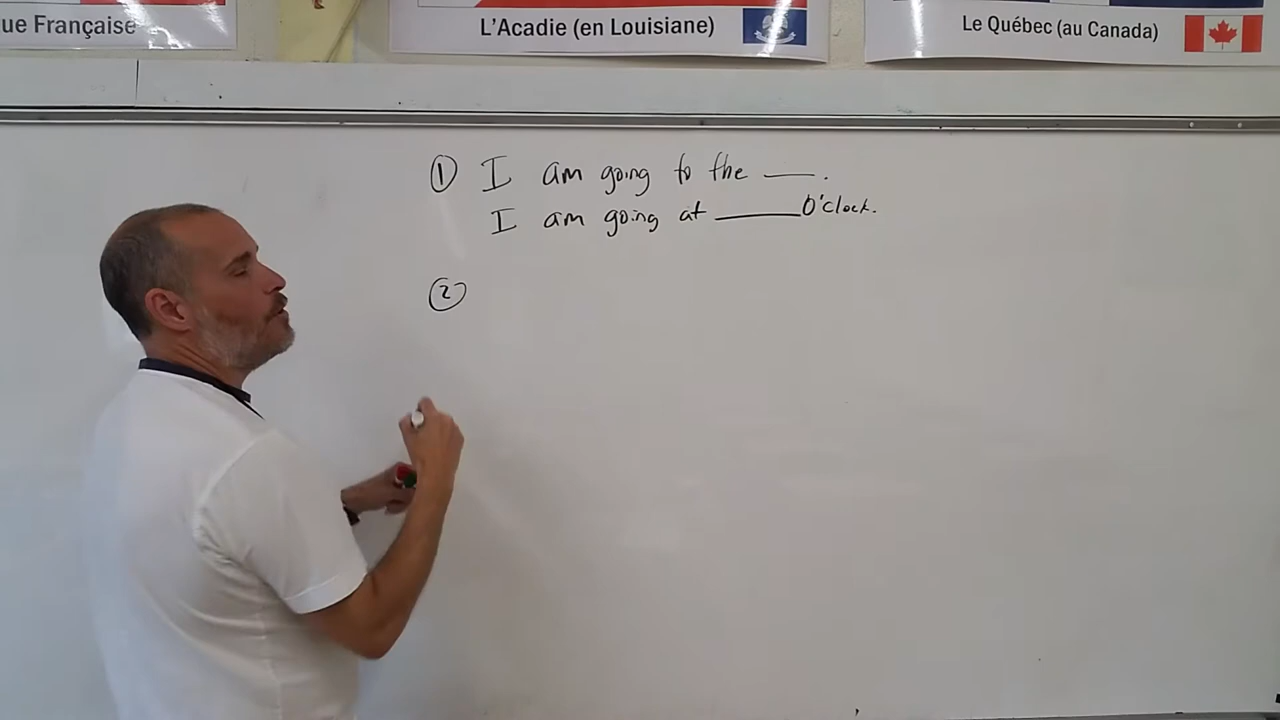 ue Française
L'Acadie (en Louisiane)
Le Québec (au Canada)
① I am going to the ___.
I am going at ______ O'clock.
②